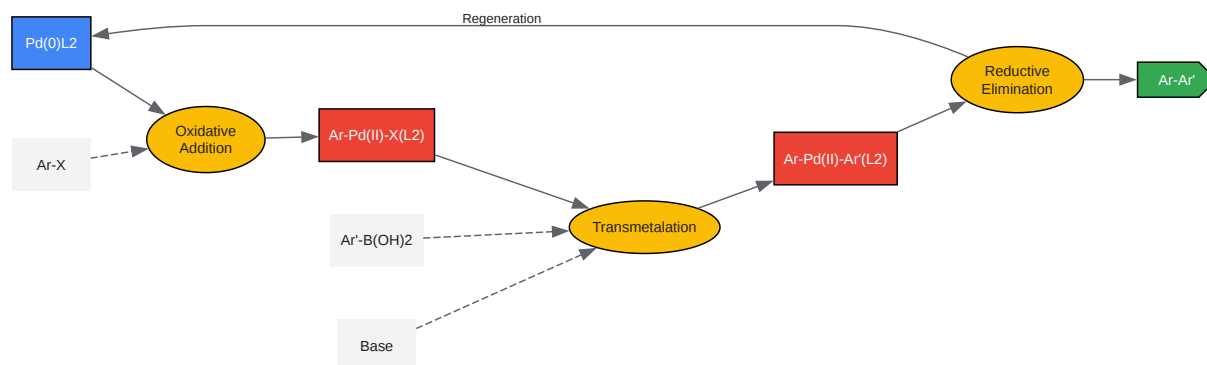 Regeneration
Pd(0)L2
Reductive
Elimination
Ar-Ar'
Oxidative
Addition
Ar-Pd(II)-X(L2)
Ar-X
Ar-Pd(II)-Ar'(L2)
Ar'-B(OH)2
Transmetalation
Base